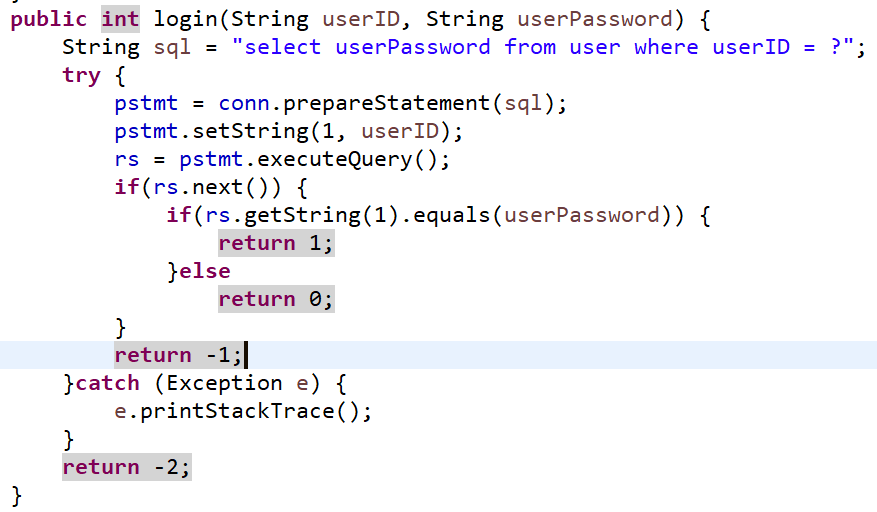 public int login(String userID, String userPassword) {
    String sql = "select userPassword from user where userID = ?";
    try {
        pstmt = conn.prepareStatement(sql);
        pstmt.setString(1, userID);
        rs = pstmt.executeQuery();
        if(rs.next()) {
            if(rs.getString(1).equals(userPassword)) {
                return 1;
            }else
                return 0;
        }
        return -1;
    }catch (Exception e) {
        e.printStackTrace();
    }
    return -2;
}